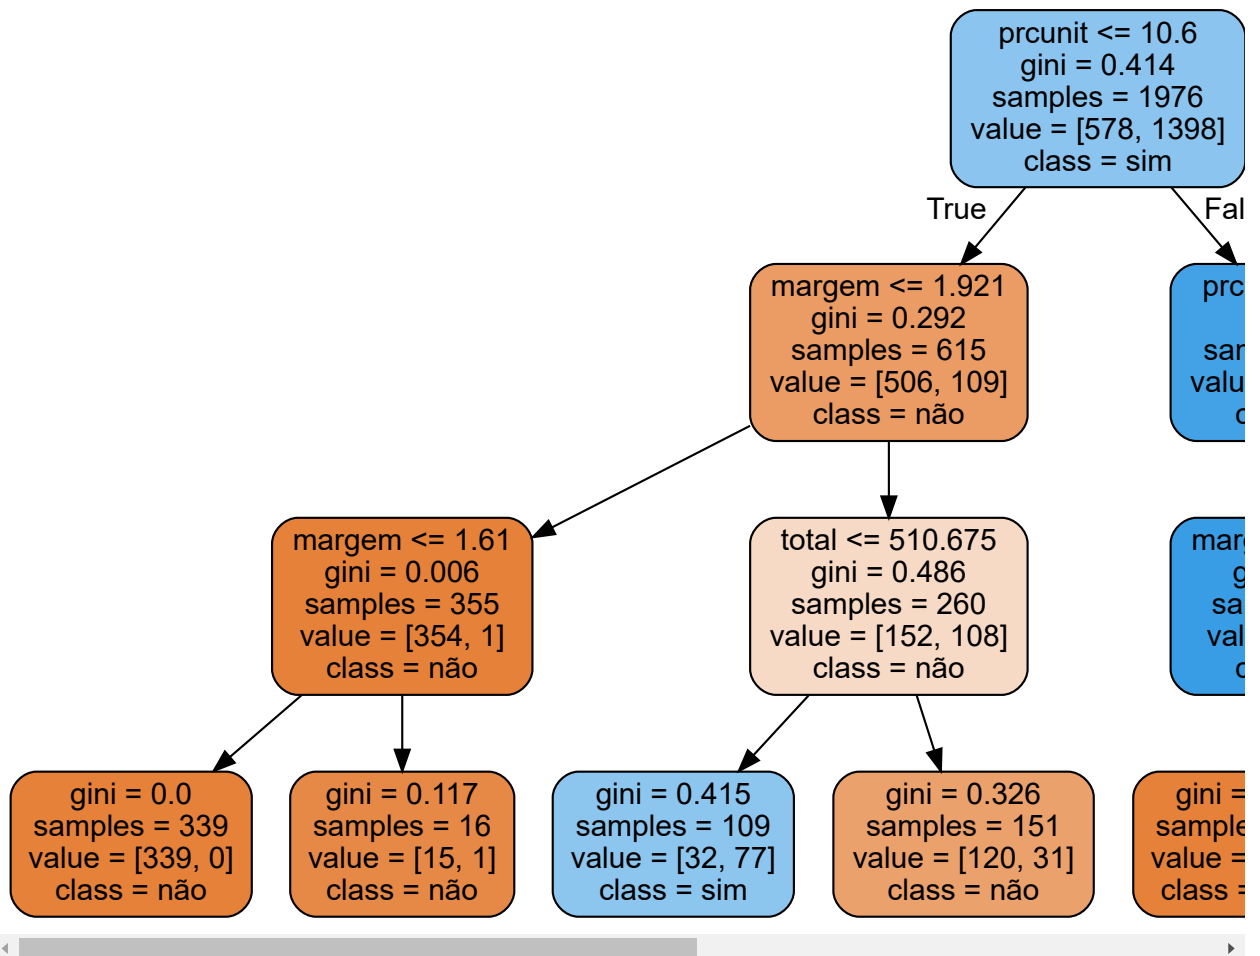 prcunit <= 10.6
gini = 0.414
samples = 1976
value = [578, 1398]
class = sim
True
margem <= 1.921
gini = 0.292
samples = 615
value = [506, 109]
class = não
margem <= 1.61
gini = 0.006
samples = 355
value = [354, 1]
class = não
total <= 510.675
gini = 0.486
samples = 260
value = [152, 108]
class = não
gini = 0.0
samples = 339
value = [339, 0]
class = não
gini = 0.117
samples = 16
value = [15, 1]
class = não
gini = 0.415
samples = 109
value = [32, 77]
class = sim
gini = 0.326
samples = 151
value = [120, 31]
class = não
gini =
value =
class =